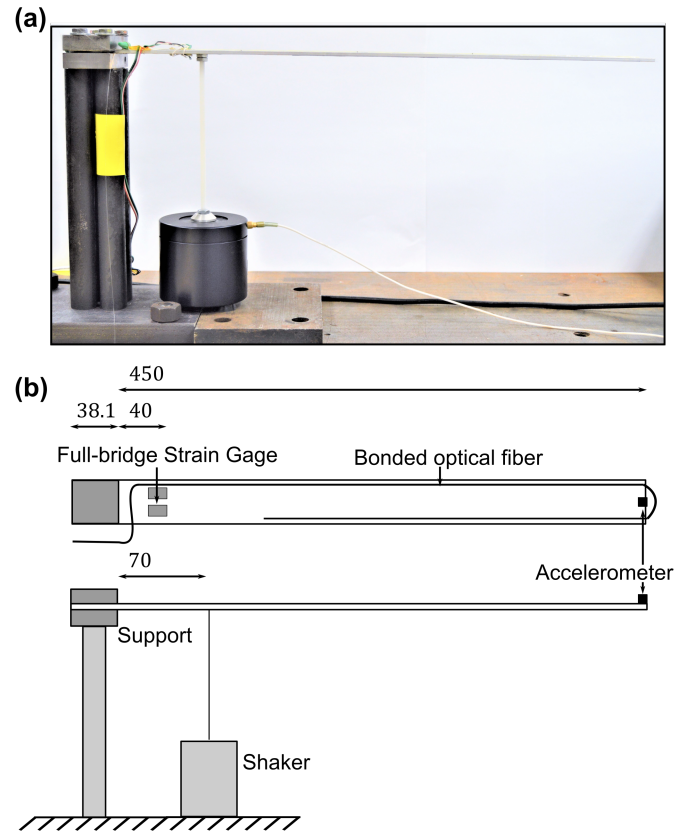 (a)
(b)
450
38.1 40
Full-bridge Strain Gage
Bonded optical fiber
70
Accelerometer
Support
Shaker